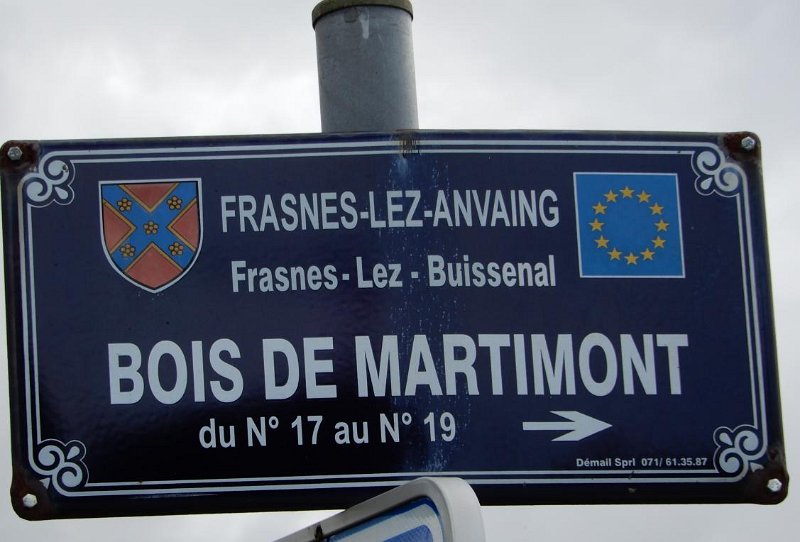 FRASNES-LEZ-ANVAING
Frasnes - Lez - Buissenal
BOIS DE MARTIMONT
du N° 17 au N° 19
Démail Sprl 071/ 61.35.87